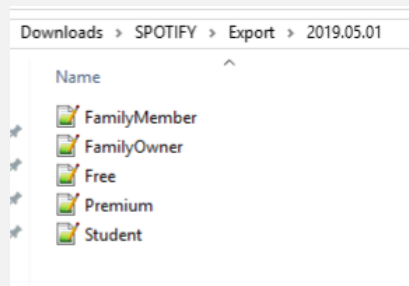 Downloads > SPOTIFY > Export > 2019.05.01
Name
FamilyMember
FamilyOwner
Free
Premium
Student